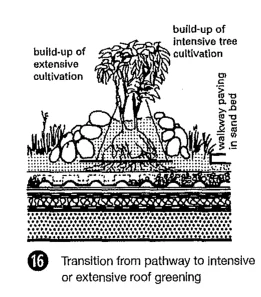 build-up of
extensive
cultivation
build-up of
intensive tree
cultivation
walkway paving
in sand bed
16 Transition from pathway to intensive
or extensive roof greening